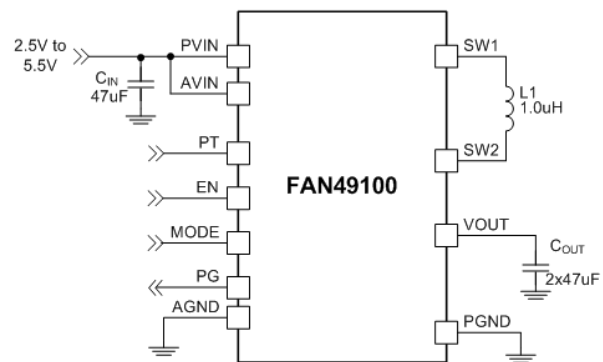 2.5V to
5.5V
CIN
47uF
PVIN
AVIN
PT
EN
MODE
PG
AGND
FAN49100
SW1
L1
1.0uH
SW2
VOUT
COUT
2x47uF
PGND